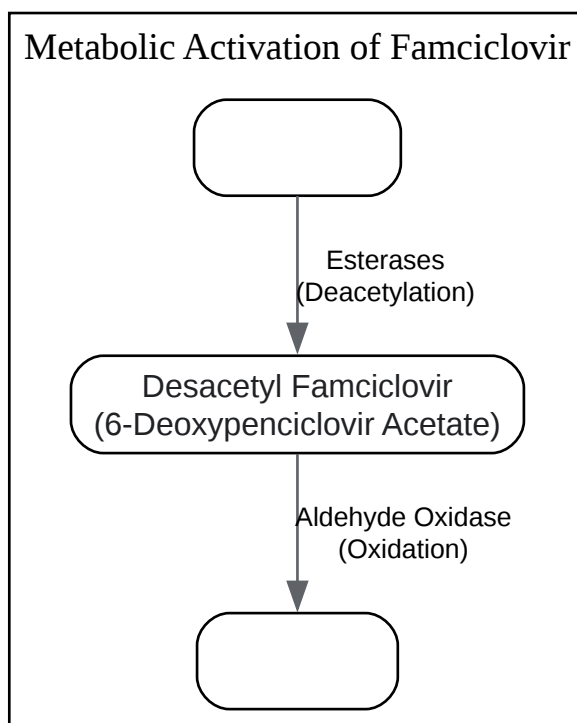 Metabolic Activation of Famciclovir
Esterases
(Deacetylation)
Desacetyl Famciclovir
(6-Deoxypenciclovir Acetate)
Aldehyde Oxidase
(Oxidation)